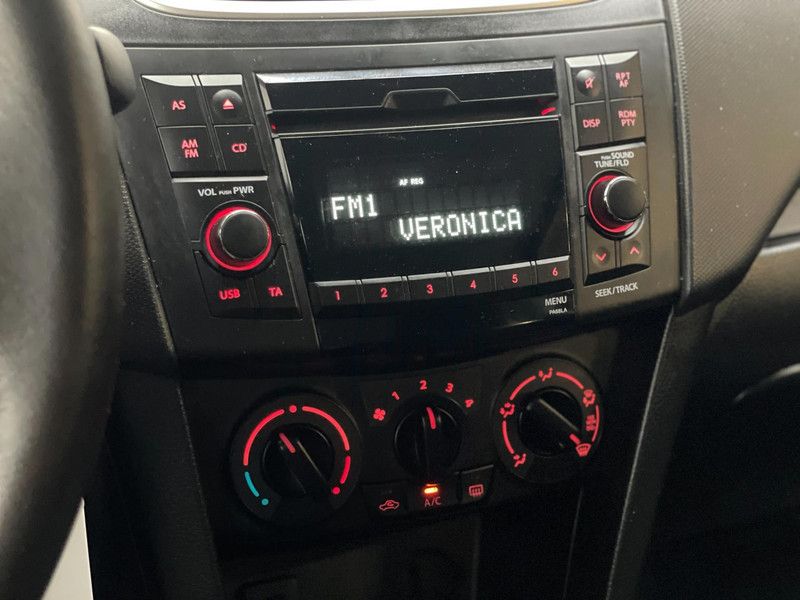 AS
AM
FM
CD
VOL PUSH PWR
USB
TA
AF REG
FM1
VERONICA
1 2 3 4 5 6
MENU
PA68LA
RPT
AF
DISP
RDM
PTY
PUSH SOUND
TUNE/FLD
SEEK/TRACK
1 2 3 4
A/C